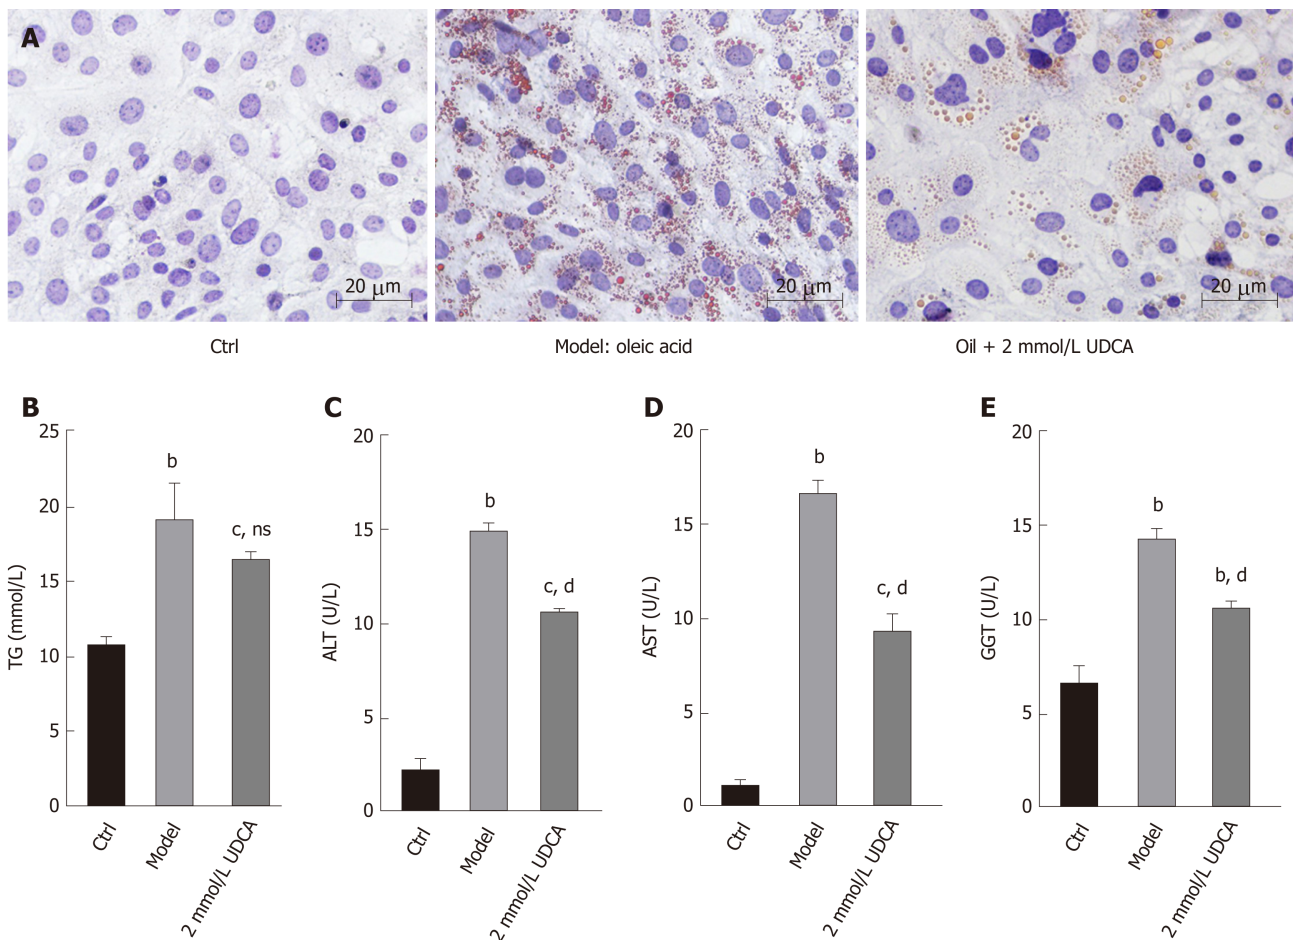 A
20 μm
20 μm
20 μm
Ctrl
Model: oleic acid
Oil + 2 mmol/L UDCA
B
TG (mmol/L)
25
20
15
10
5
0
b
c, ns
Ctrl
Model
2 mmol/L UDCA
C
ALT (U/L)
20
15
10
5
0
b
c, d
Ctrl
Model
2 mmol/L UDCA
D
AST (U/L)
20
15
10
5
0
b
c, d
Ctrl
Model
2 mmol/L UDCA
E
GGT (U/L)
20
15
10
5
0
b
b, d
Ctrl
Model
2 mmol/L UDCA